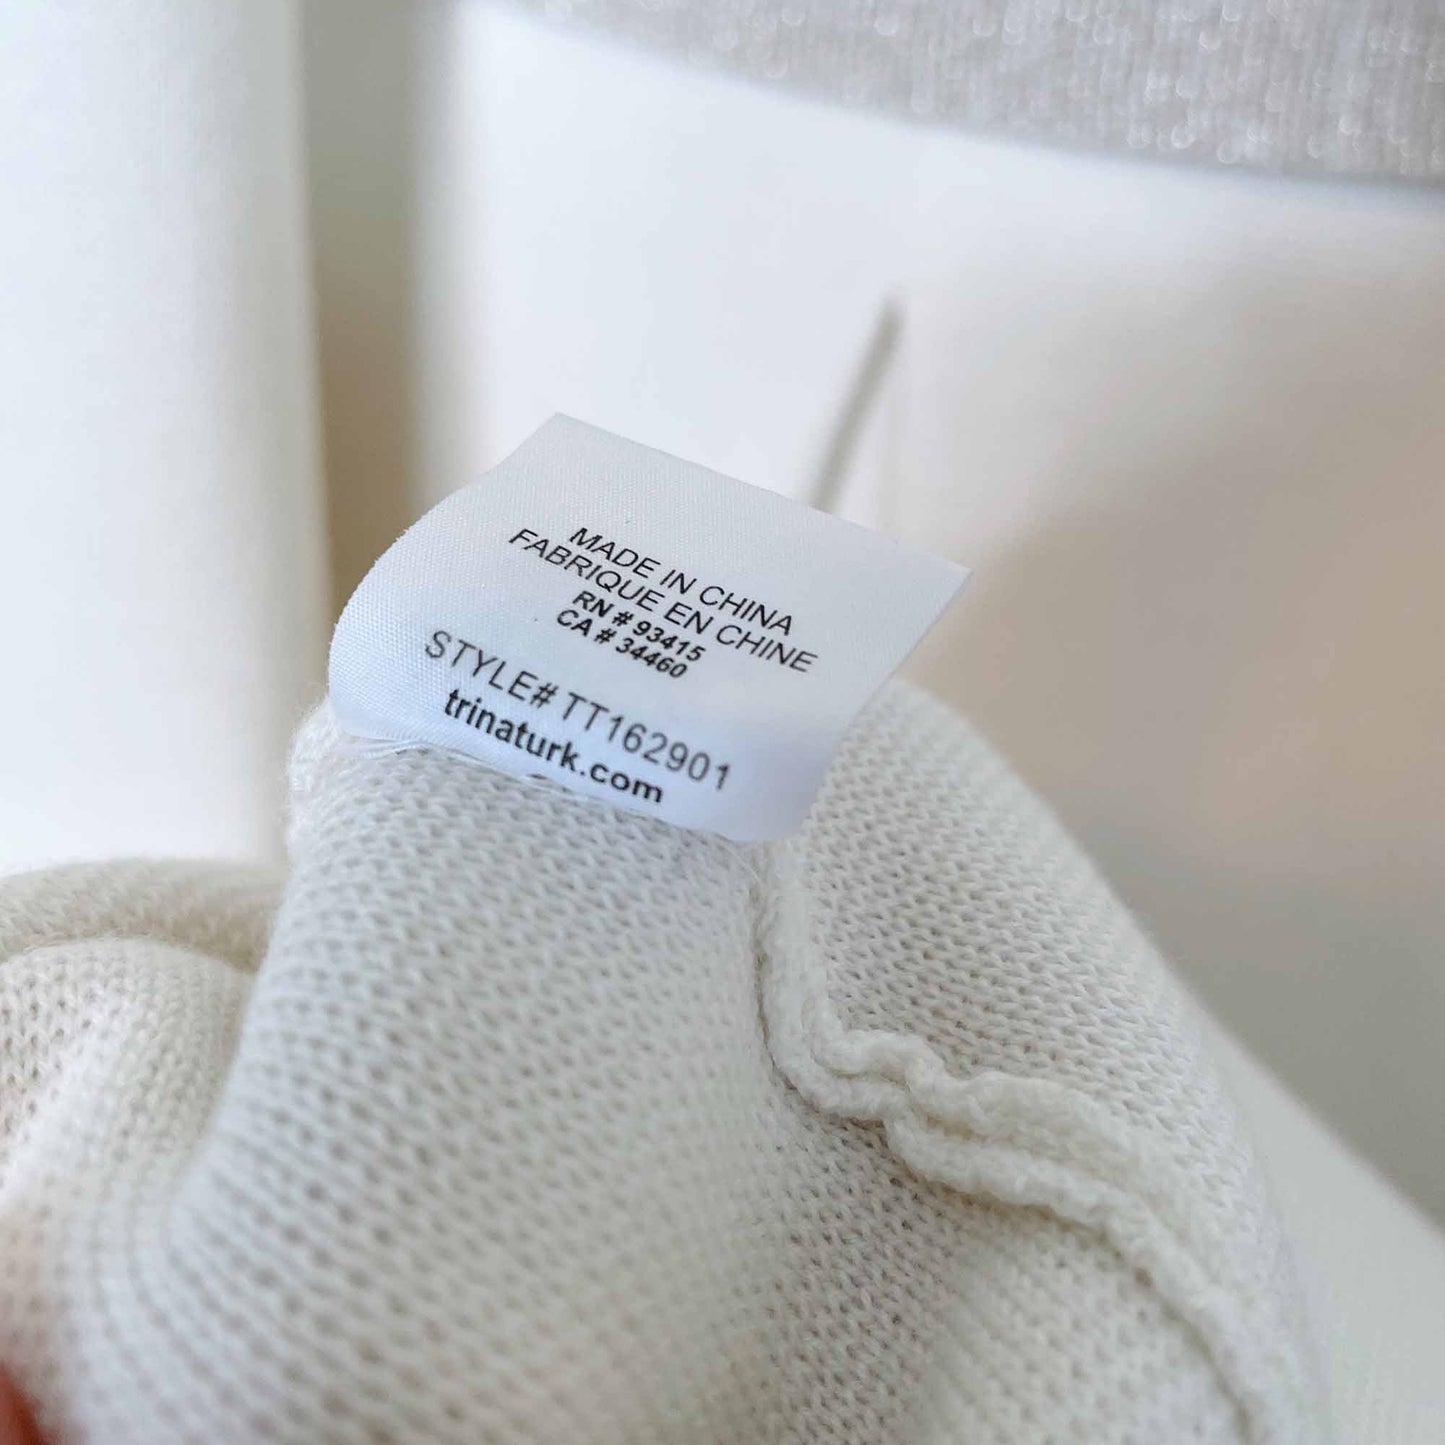 MADE IN CHINA
FABRIQUE EN CHINE
RN # 93415
CA # 34460
STYLE# TT162901
trinaturk.com